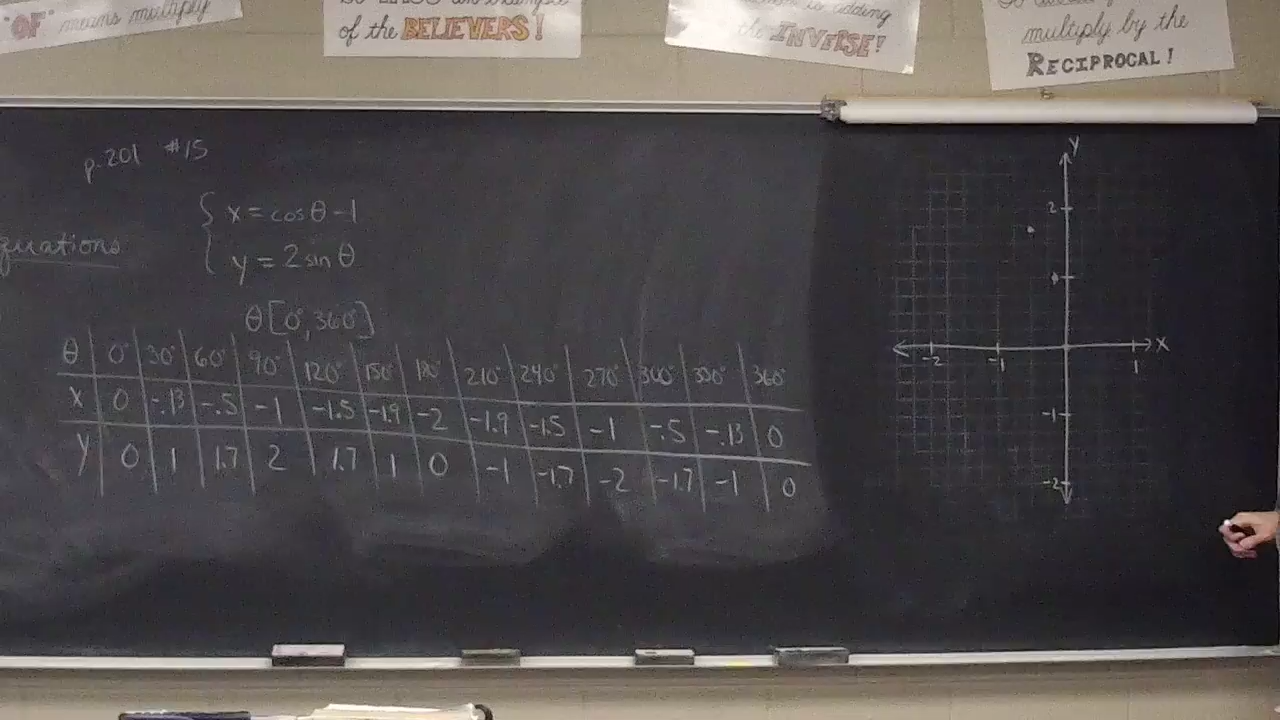 "OF" means multiply
of the BELIEVERS!
adding
the INVERSE!
multiply by the
RECIPROCAL!
p.201 #15
quations
x = cos θ - 1
y = 2 sin θ
θ [0°, 360°]
θ 0° 30° 60° 90° 120° 150° 180° 210° 240° 270° 300° 330° 360°
x 0 -.13 -.5 -1 -1.5 -1.9 -2 -1.9 -1.5 -1 -.5 -.13 0
y 0 1 1.7 2 1.7 1 0 -1 -1.7 -2 -1.7 -1 0
y
2
-2 -1 1 x
-1
-2